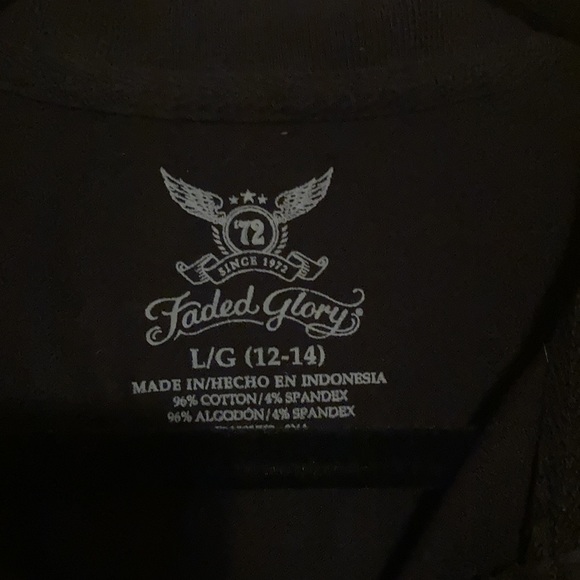 '72
SINCE 1972
Faded Glory®
L/G (12-14)
MADE IN/HECHO EN INDONESIA
96% COTTON/4% SPANDEX
96% ALGODÓN/4% SPANDEX